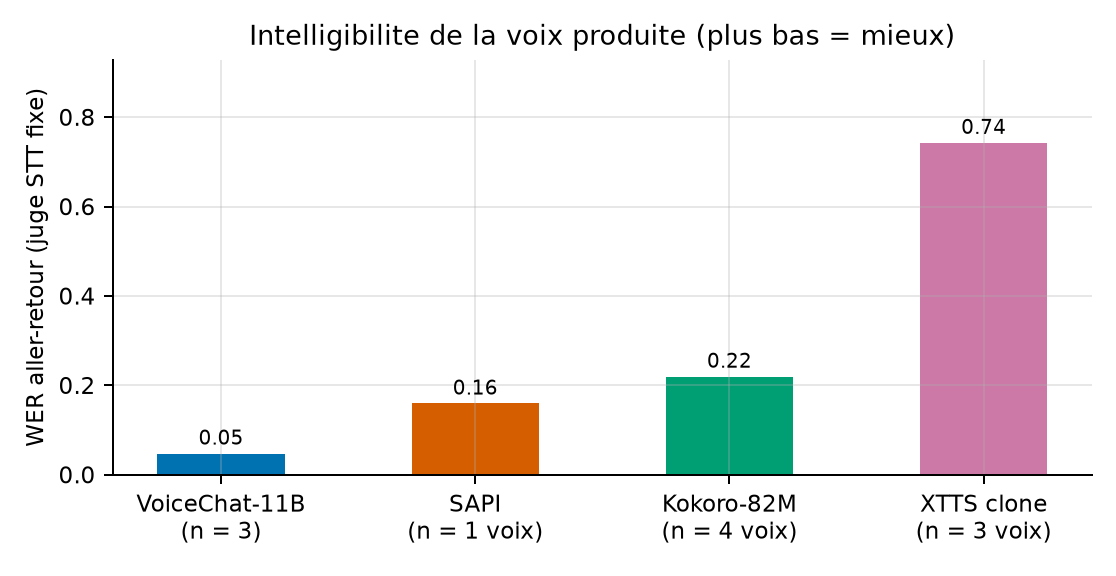 Intelligibilite de la voix produite (plus bas = mieux)
WER aller-retour (juge STT fixe)
0.8
0.6
0.4
0.2
0.0
0.05
0.16
0.22
0.74
VoiceChat-11B
(n = 3)
SAPI
(n = 1 voix)
Kokoro-82M
(n = 4 voix)
XTTS clone
(n = 3 voix)